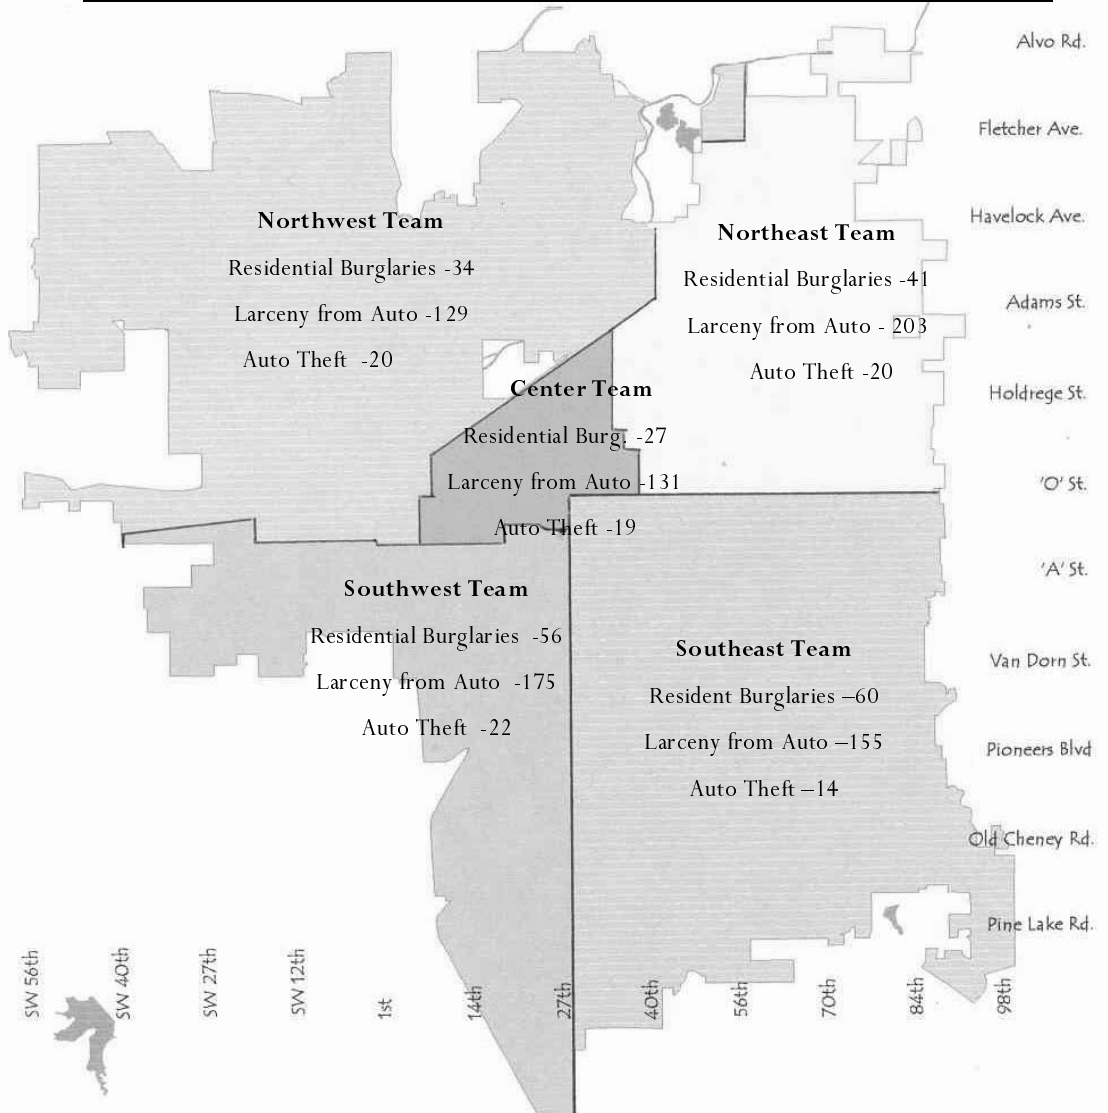 Alvo Rd.
Fletcher Ave.
Havelock Ave.
Adams St.
Holdrege St.
'O' St.
'A' St.
Van Dorn St.
Pioneers Blvd
Old Cheney Rd.
Pine Lake Rd.
Northwest Team
Residential Burglaries -34
Larceny from Auto -129
Auto Theft -20
Northeast Team
Residential Burglaries -41
Larceny from Auto - 203
Auto Theft -20
Center Team
Residential Burg. -27
Larceny from Auto -131
Auto Theft -19
Southwest Team
Residential Burglaries -56
Larceny from Auto -175
Auto Theft -22
Southeast Team
Resident Burglaries –60
Larceny from Auto –155
Auto Theft –14
SW 56th
SW 40th
SW 27th
SW 12th
1st
14th
27th
40th
56th
70th
84th
98th